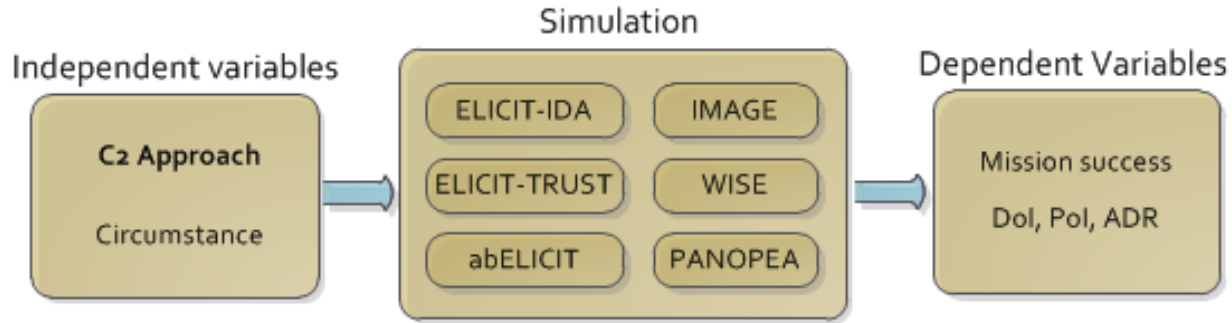 Simulation
Independent variables
Dependent Variables
C2 Approach
Circumstance
ELICIT-IDA
IMAGE
ELICIT-TRUST
WISE
abELICIT
PANOPEA
Mission success
DoI, PoI, ADR